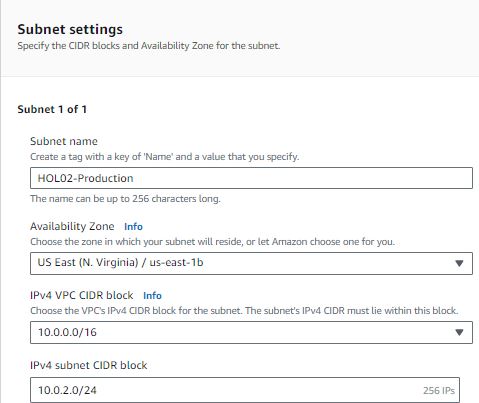 Subnet settings
Specify the CIDR blocks and Availability Zone for the subnet.
Subnet 1 of 1
Subnet name
Create a tag with a key of 'Name' and a value that you specify.
HOL02-Production
The name can be up to 256 characters long.
Availability Zone Info
Choose the zone in which your subnet will reside, or let Amazon choose one for you.
US East (N. Virginia) / us-east-1b
IPv4 VPC CIDR block Info
Choose the VPC's IPv4 CIDR block for the subnet. The subnet's IPv4 CIDR must lie within this block.
10.0.0.0/16
IPv4 subnet CIDR block
10.0.2.0/24 256 IPs